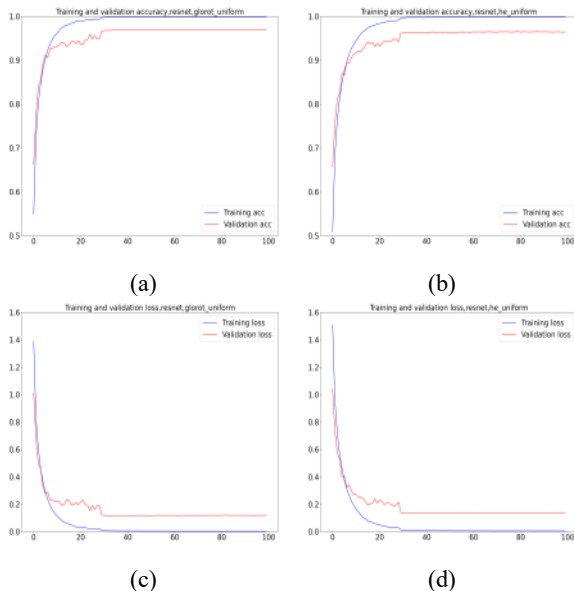 Training and validation accuracy,resnet,glorot_uniform
1.0
0.9
0.8
0.7
0.6
0.5
0 20 40 60 80 100
Training acc
Validation acc
(a)
Training and validation accuracy,resnet,he_uniform
1.0
0.9
0.8
0.7
0.6
0.5
0 20 40 60 80 100
Training acc
Validation acc
(b)
Training and validation loss,resnet,glorot_uniform
1.6
1.4
1.2
1.0
0.8
0.6
0.4
0.2
0.0
0 20 40 60 80 100
Training loss
Validation loss
(c)
Training and validation loss,resnet,he_uniform
1.6
1.4
1.2
1.0
0.8
0.6
0.4
0.2
0.0
0 20 40 60 80 100
Training loss
Validation loss
(d)